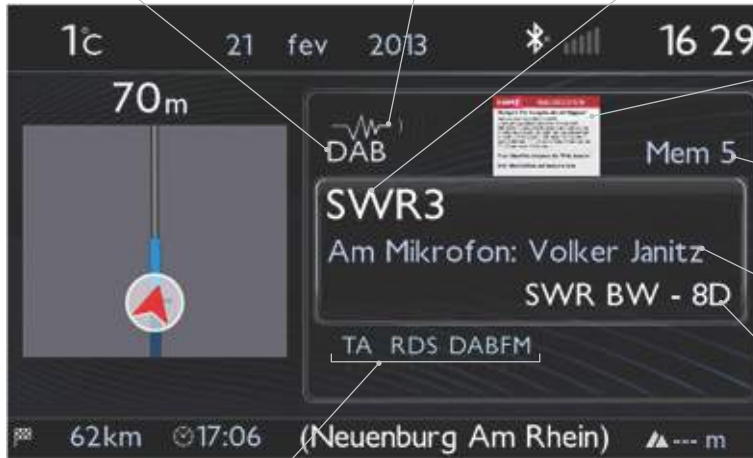 1°c 21 fev 2013 16 29
70m
DAB
Mem 5
SWR3
Am Mikrofon: Volker Janitz
SWR BW - 8D
TA RDS DABFM
62km 17:06 (Neuenburg Am Rhein) --- m